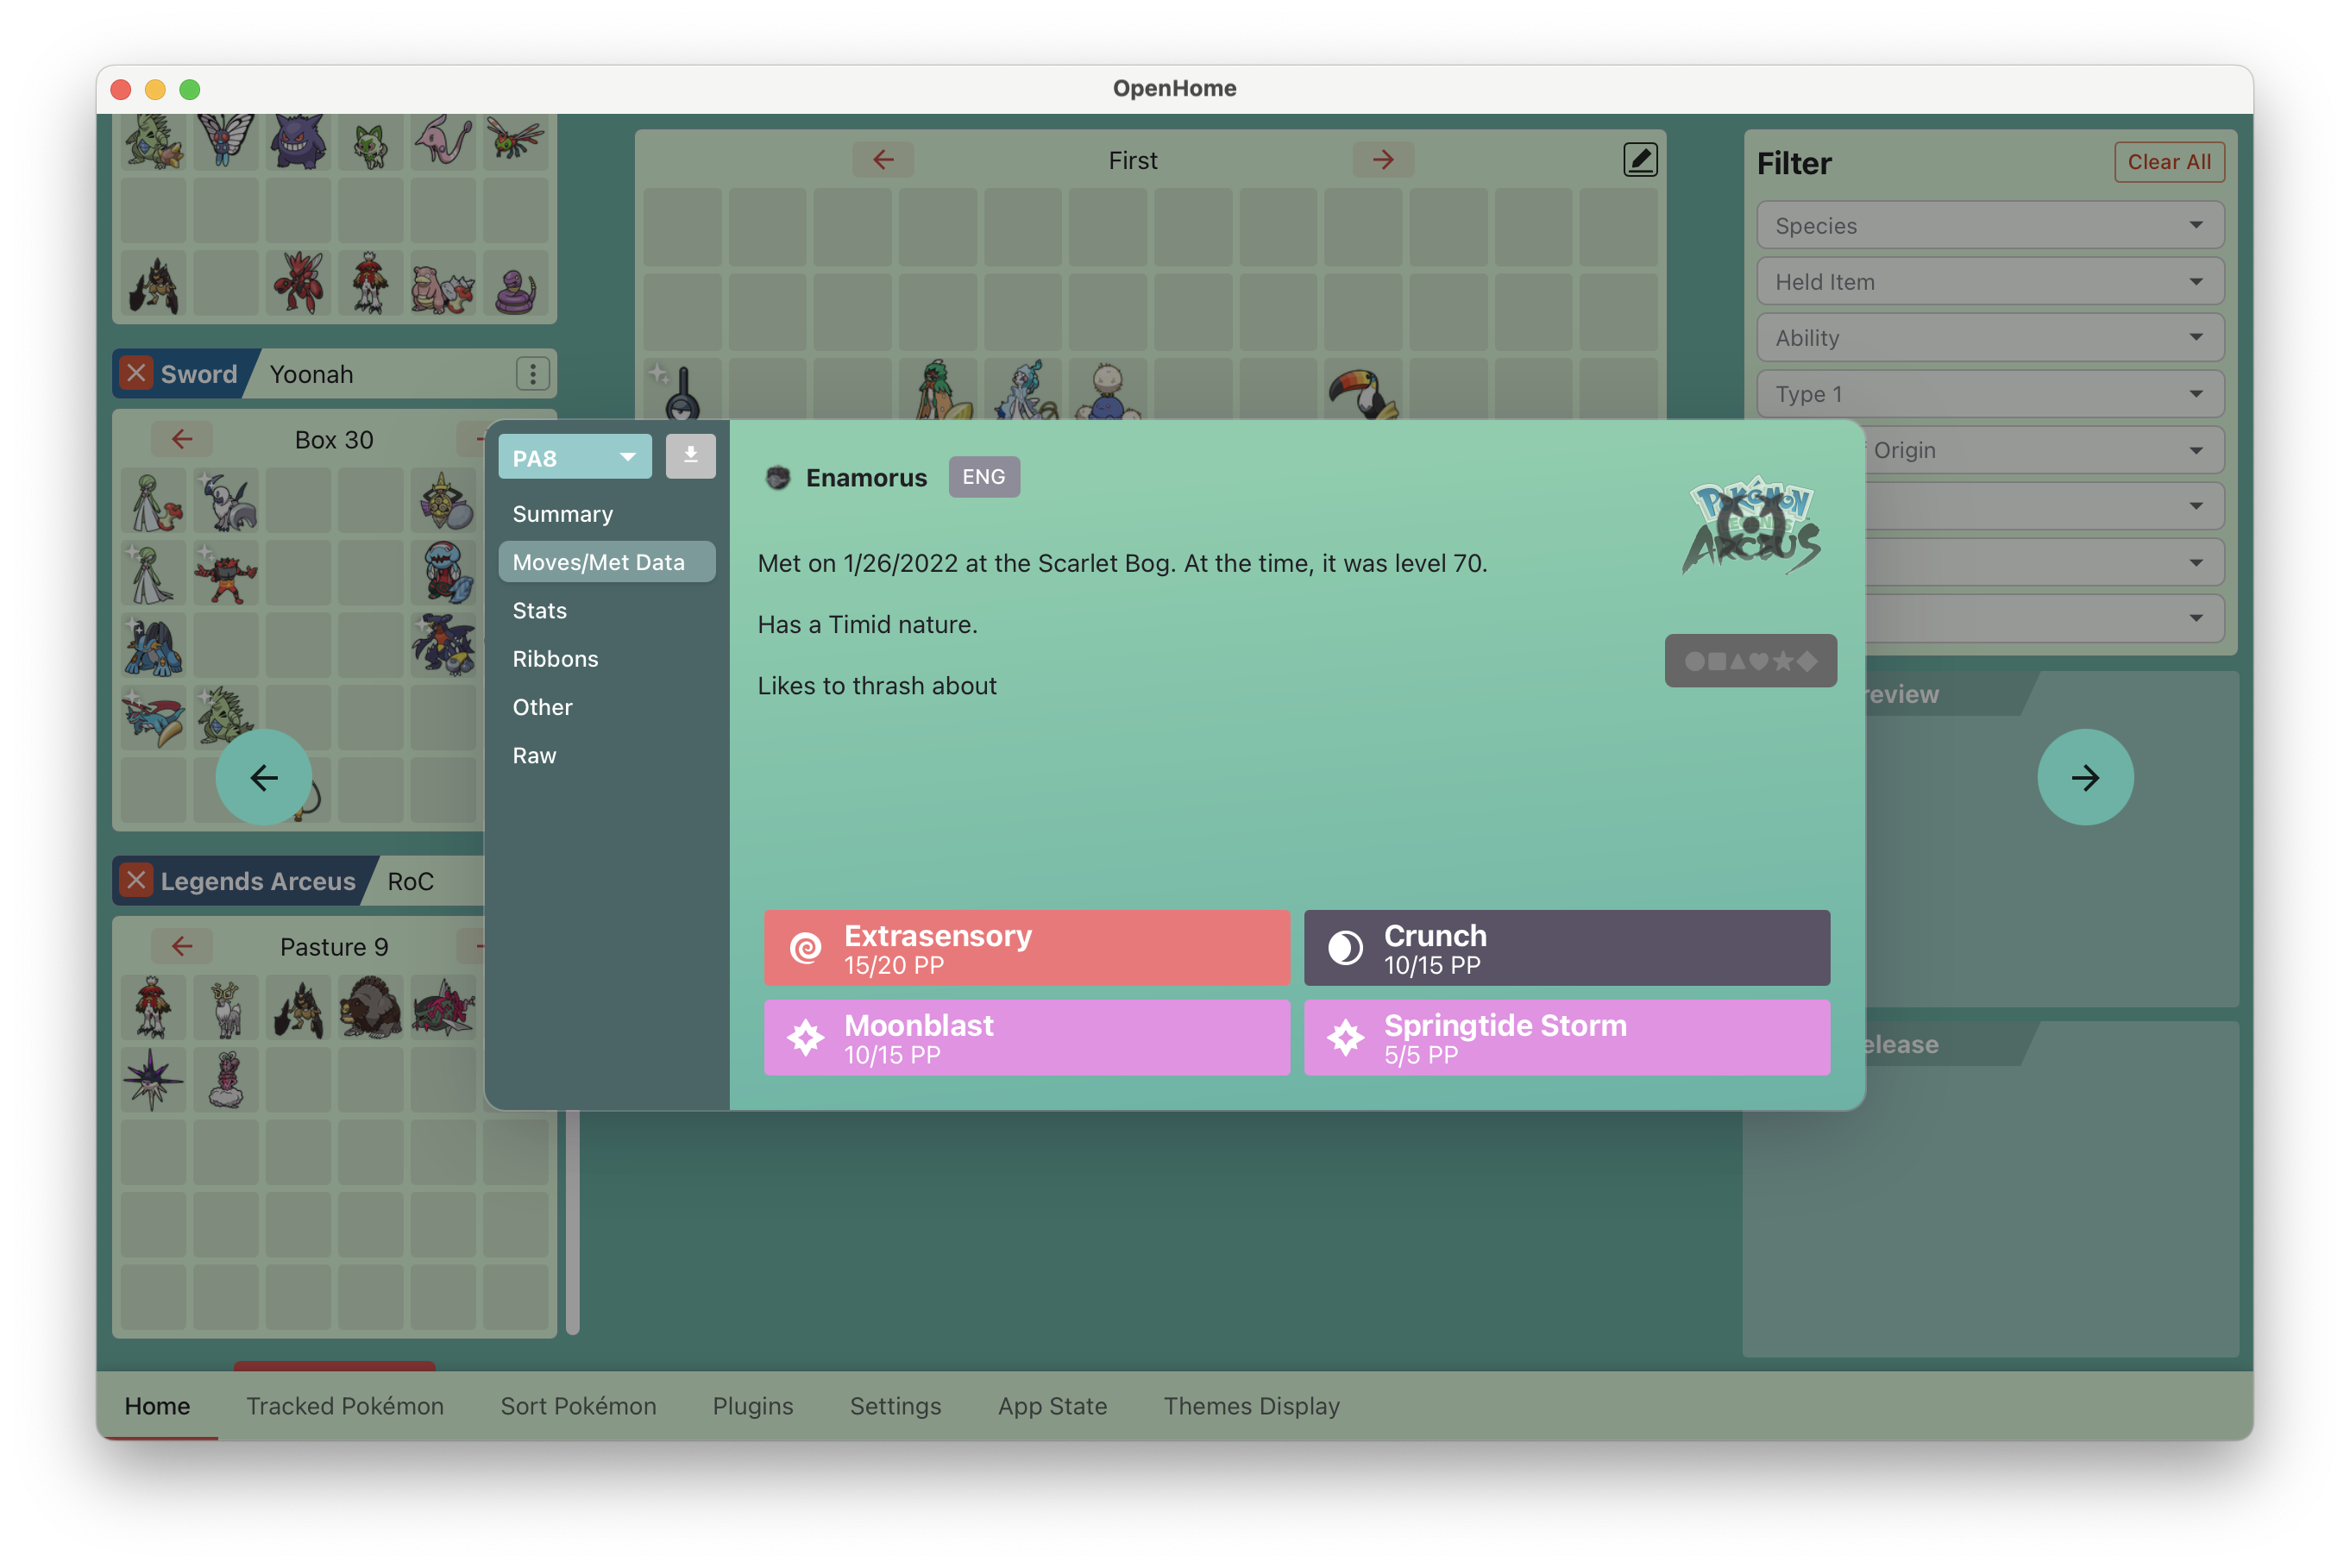 OpenHome
First
Filter
Clear All
Species
Held Item
Ability
Type 1
Origin
Sword
Yoonah
Box 30
Legends Arceus
RoC
Pasture 9
PA8
Summary
Moves/Met Data
Stats
Ribbons
Other
Raw
Enamorus
ENG
POKÉMON
ARCEUS
Met on 1/26/2022 at the Scarlet Bog. At the time, it was level 70.
Has a Timid nature.
Likes to thrash about
Extrasensory
15/20 PP
Crunch
10/15 PP
Moonblast
10/15 PP
Springtide Storm
5/5 PP
review
elease
Home
Tracked Pokémon
Sort Pokémon
Plugins
Settings
App State
Themes Display